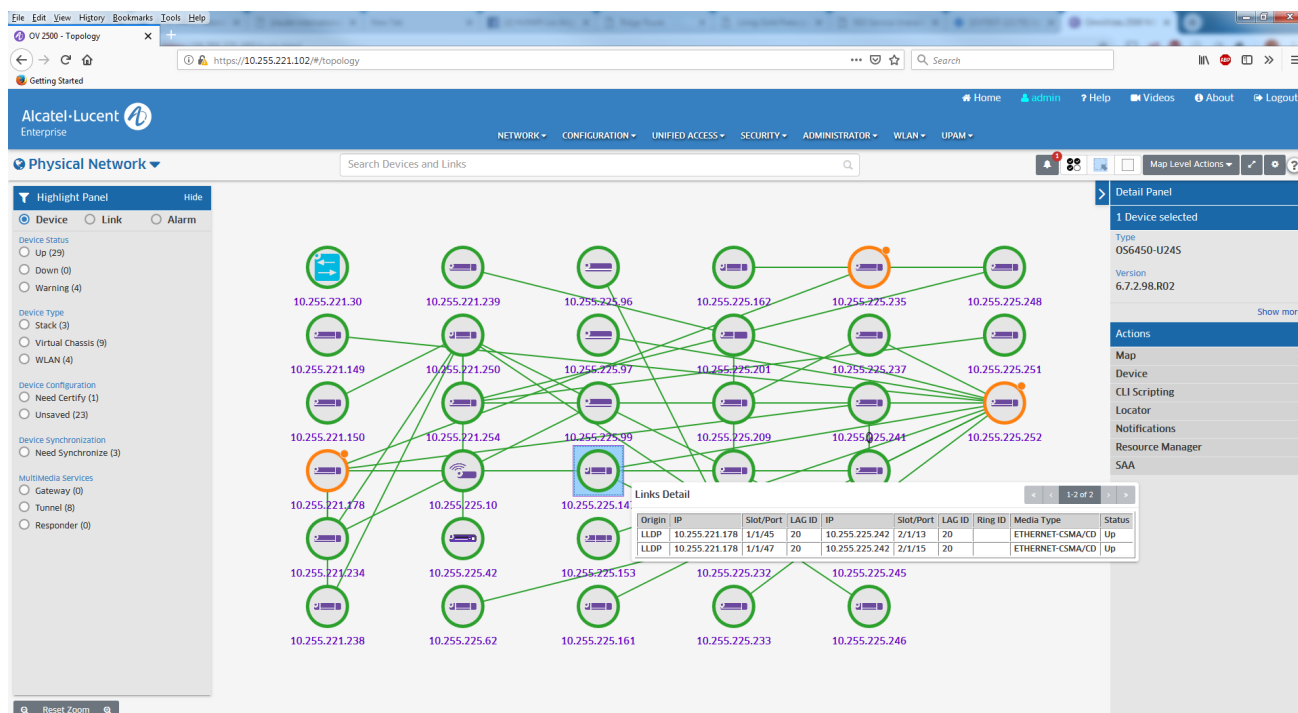 File Edit View History Bookmarks Tools Help
OV 2500 - Topology
https://10.255.221.102/#/topology
Search
Getting Started
Home admin ? Help Videos About Logout
Alcatel·Lucent
Enterprise
NETWORK CONFIGURATION UNIFIED ACCESS SECURITY ADMINISTRATOR WLAN UPAM
Physical Network
Search Devices and Links
1
Map Level Actions
?
Highlight Panel Hide
Device Link Alarm
Device Status
Up (29)
Down (0)
Warning (4)
Device Type
Stack (3)
Virtual Chassis (9)
WLAN (4)
Device Configuration
Need Certify (1)
Unsaved (23)
Device Synchronization
Need Synchronize (3)
MultiMedia Services
Gateway (0)
Tunnel (8)
Responder (0)
Reset Zoom
10.255.221.30 10.255.221.239 10.255.225.96 10.255.225.162 10.255.225.235 10.255.225.248
10.255.221.149 10.255.221.250 10.255.225.97 10.255.225.201 10.255.225.237 10.255.225.251
10.255.221.150 10.255.221.254 10.255.225.99 10.255.225.209 10.255.225.241 10.255.225.252
10.255.221.178 10.255.225.10
10.255.221.234 10.255.225.42 10.255.225.153 10.255.225.232 10.255.225.245
10.255.221.238 10.255.225.62 10.255.225.161 10.255.225.233 10.255.225.246
Links Detail
1-2 of 2
Origin IP Slot/Port LAG ID IP Slot/Port LAG ID Ring ID Media Type Status
LLDP 10.255.221.178 1/1/45 20 10.255.225.242 2/1/13 20 ETHERNET-CSMA/CD Up
LLDP 10.255.221.178 1/1/47 20 10.255.225.242 2/1/15 20 ETHERNET-CSMA/CD Up
Detail Panel
1 Device selected
Type
OS6450-U24S
Version
6.7.2.98.R02
Show mor
Actions
Map
Device
CLI Scripting
Locator
Notifications
Resource Manager
SAA